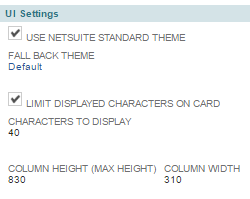 UI Settings
USE NETSUITE STANDARD THEME
FALL BACK THEME
Default
LIMIT DISPLAYED CHARACTERS ON CARD
CHARACTERS TO DISPLAY
40
COLUMN HEIGHT (MAX HEIGHT) COLUMN WIDTH
830 310